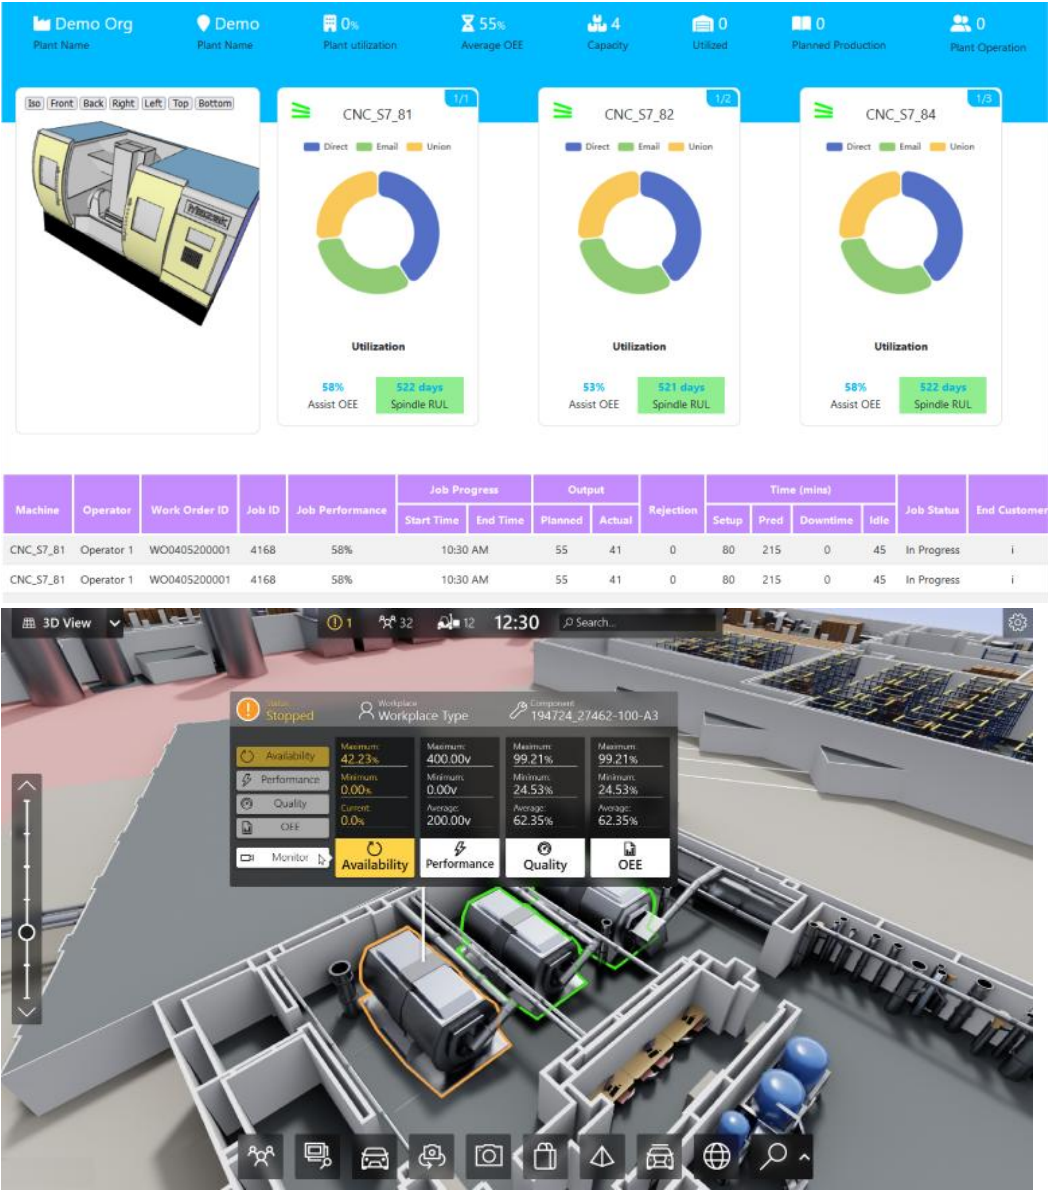 Demo Org Demo 0% 55% 4 0 0 0
Plant Name Plant Name Plant utilization Average OEE Capacity Utilized Planned Production Plant Operation
Iso Front Back Right Left Top Bottom
1/1
CNC_S7_81
Direct Email Union
Utilization
58% 522 days
Assist OEE Spindle RUL
1/2
CNC_S7_82
Direct Email Union
Utilization
53% 521 days
Assist OEE Spindle RUL
1/3
CNC_S7_84
Direct Email Union
Utilization
58% 522 days
Assist OEE Spindle RUL
Job Progress Output Time (mins)
Machine Operator Work Order ID Job ID Job Performance Rejection Job Status End Customer
Start Time End Time Planned Actual Setup Pred Downtime Idle
CNC_S7_81 Operator 1 WO0405200001 4168 58% 10:30 AM 55 41 0 80 215 0 45 In Progress i
CNC_S7_81 Operator 1 WO0405200001 4168 58% 10:30 AM 55 41 0 80 215 0 45 In Progress i
3D View 1 32 12 12:30 Search...
Status Workplace Component
Stopped Workplace Type 194724_27462-100-A3
Availability
Performance
Quality
OEE
Monitor
Maximum: Maximum: Maximum: Maximum:
42.23% 400.00v 99.21% 99.21%
Minimum: Minimum: Minimum: Minimum:
0.00% 0.00v 24.53% 24.53%
Current: Average: Average: Average:
0.0% 200.00v 62.35% 62.35%
Availability Performance Quality OEE